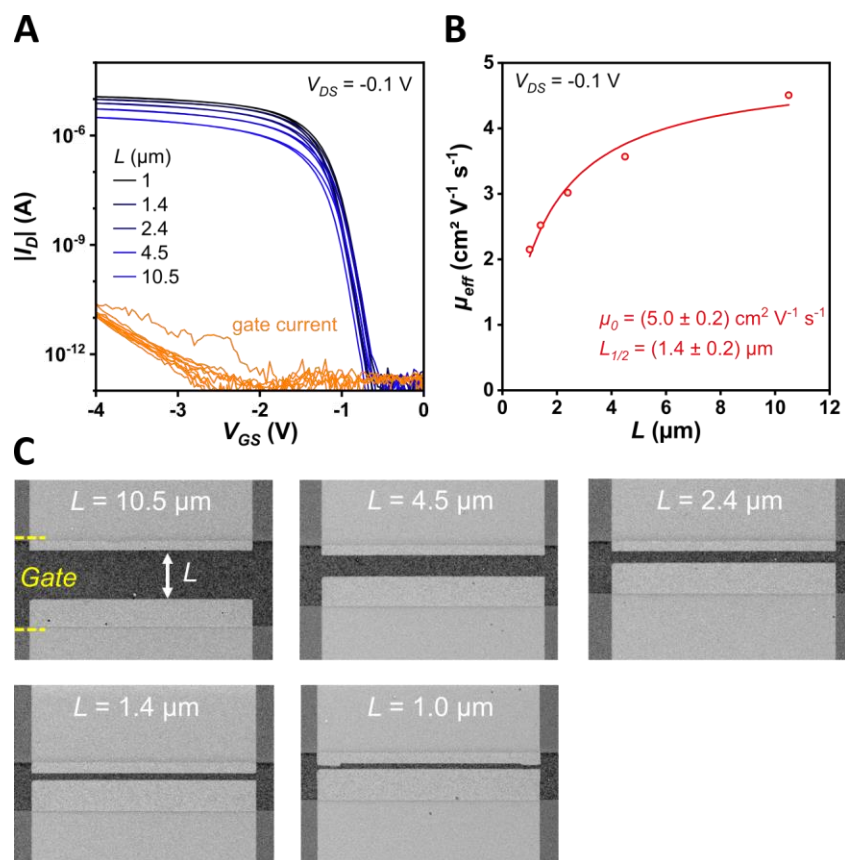 A
V_DS = -0.1 V
10⁻⁶
10⁻⁹
10⁻¹²
|I_D| (A)
L (µm)
1
1.4
2.4
4.5
10.5
gate current
-4 -3 -2 -1 0
V_GS (V)
B
V_DS = -0.1 V
5
4
3
2
1
0
µ_eff (cm² V⁻¹ s⁻¹)
µ_0 = (5.0 ± 0.2) cm² V⁻¹ s⁻¹
L_1/2 = (1.4 ± 0.2) µm
0 2 4 6 8 10 12
L (µm)
C
L = 10.5 µm
Gate
L
L = 4.5 µm
L = 2.4 µm
L = 1.4 µm
L = 1.0 µm